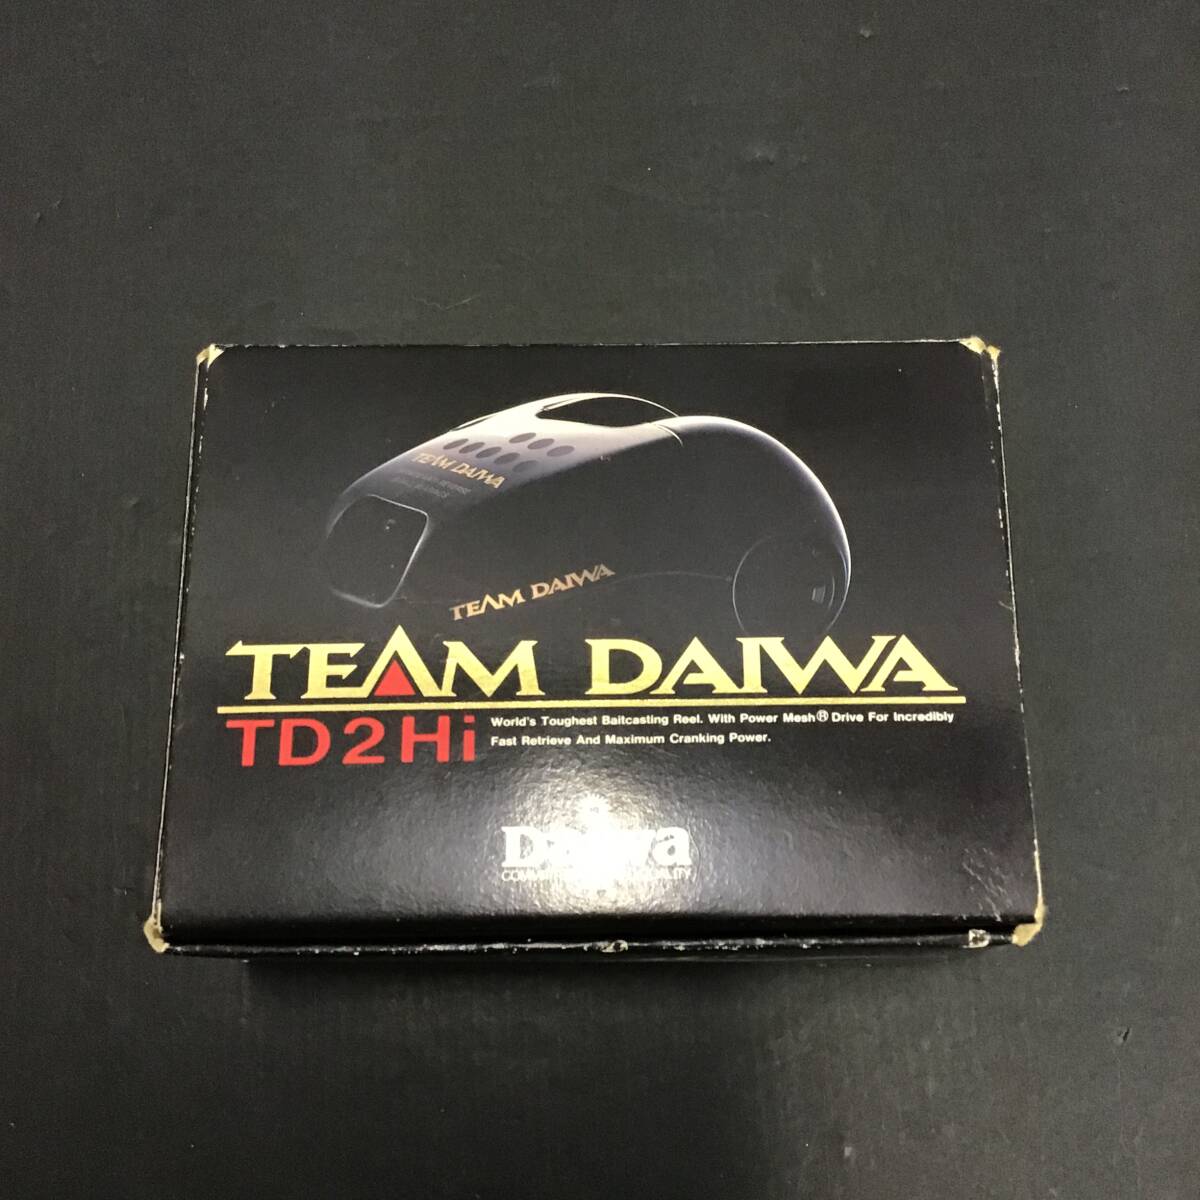 TEAM DAIWA
TEAM DAIWA
TEAM DAIWA
TD2Hi
World's Toughest Baitcasting Reel. With Power Mesh® Drive For Incredibly
Fast Retrieve And Maximum Cranking Power.
Daiwa